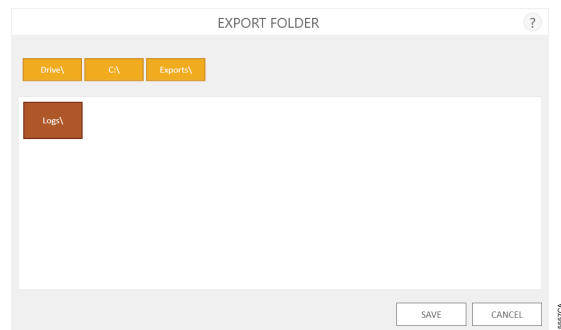 EXPORT FOLDER
?
Drive\ C:\ Exports\
Logs\
SAVE CANCEL